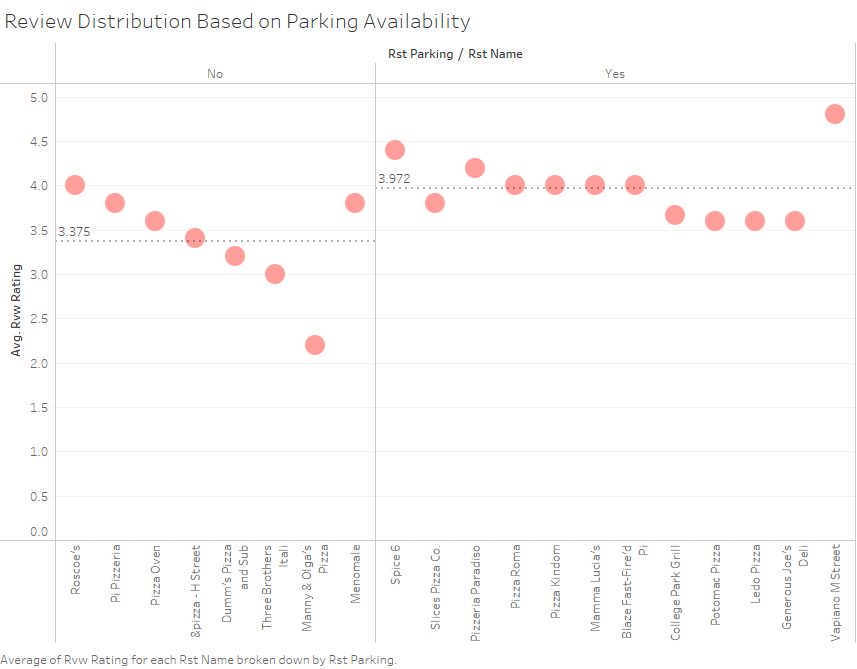 Review Distribution Based on Parking Availability
Rst Parking / Rst Name
No
Yes
Avg. Rvw Rating
5.0
4.5
4.0
3.5
3.0
2.5
2.0
1.5
1.0
0.5
0.0
3.375
3.972
Roscoe's
Pi Pizzeria
Pizza Oven
&pizza - H Street
Dumm's Pizza
and Sub
Three Brothers
Itali
Manny & Olga's
Pizza
Menomale
Spice 6
Slices Pizza Co.
Pizzeria Paradiso
Pizza Roma
Pizza Kindom
Mamma Lucia's
Blaze Fast-Fire'd
Pi
College Park Grill
Potomac Pizza
Ledo Pizza
Generous Joe's
Deli
Vapiano M Street
Average of Rvw Rating for each Rst Name broken down by Rst Parking.